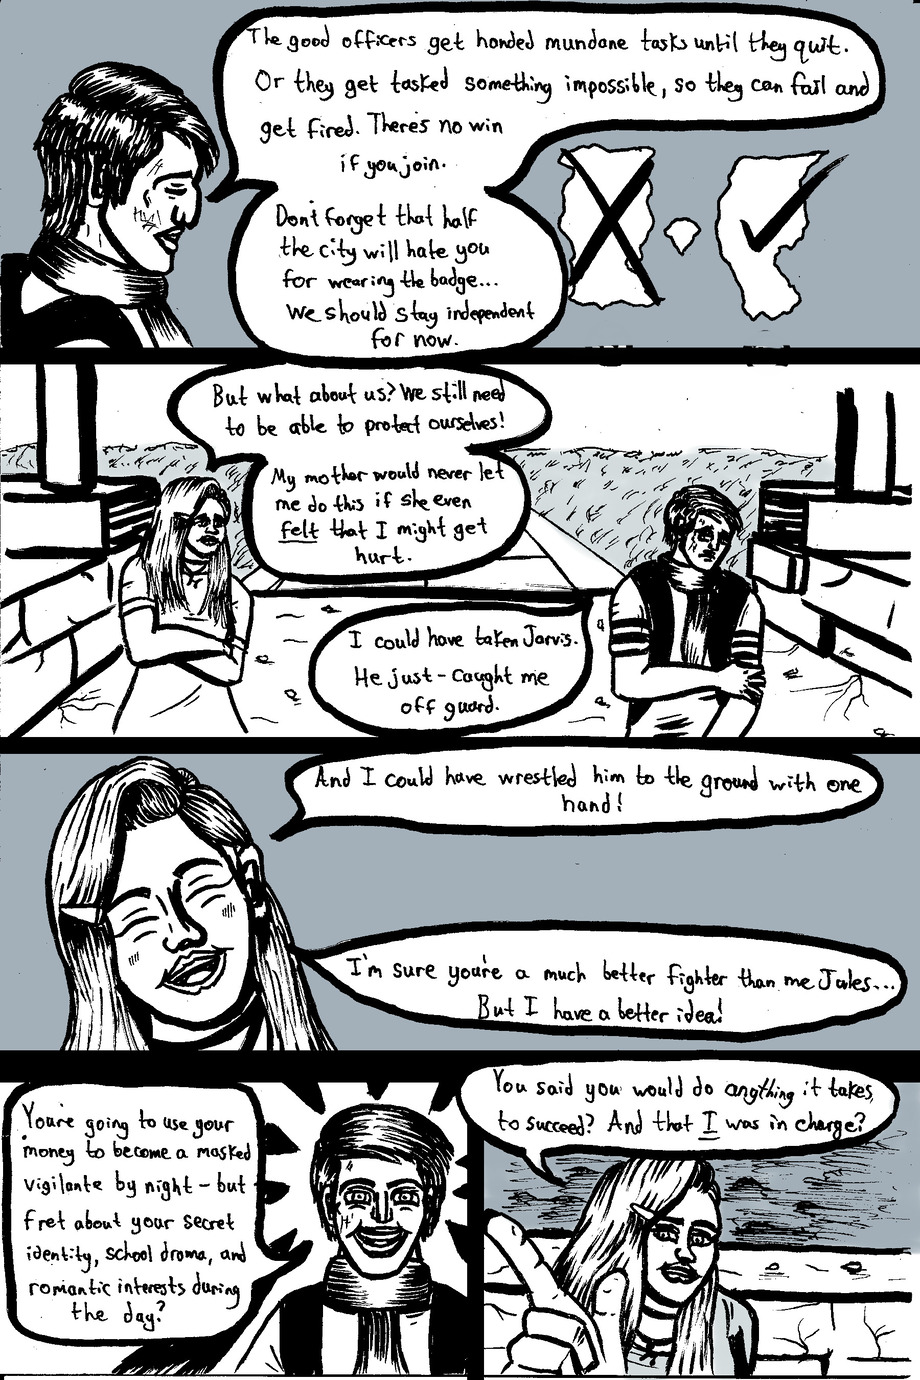 The good officers get handed mundane tasks until they quit.
Or they get tasked something impossible, so they can fail and
get fired. There's no win
if you join.
Don't forget that half
the city will hate you
for wearing the badge...
We should stay independent
for now.
But what about us? We still need
to be able to protect ourselves!
My mother would never let
me do this if she even
felt that I might get
hurt.
I could have taken Jarvis.
He just - caught me
off guard.
And I could have wrestled him to the ground with one
hand!
I'm sure you're a much better fighter than me Jules...
But I have a better idea!
You're going to use your
money to become a masked
vigilante by night - but
fret about your secret
identity, school drama, and
romantic interests during
the day?
You said you would do anything it takes
to succeed? And that I was in charge?